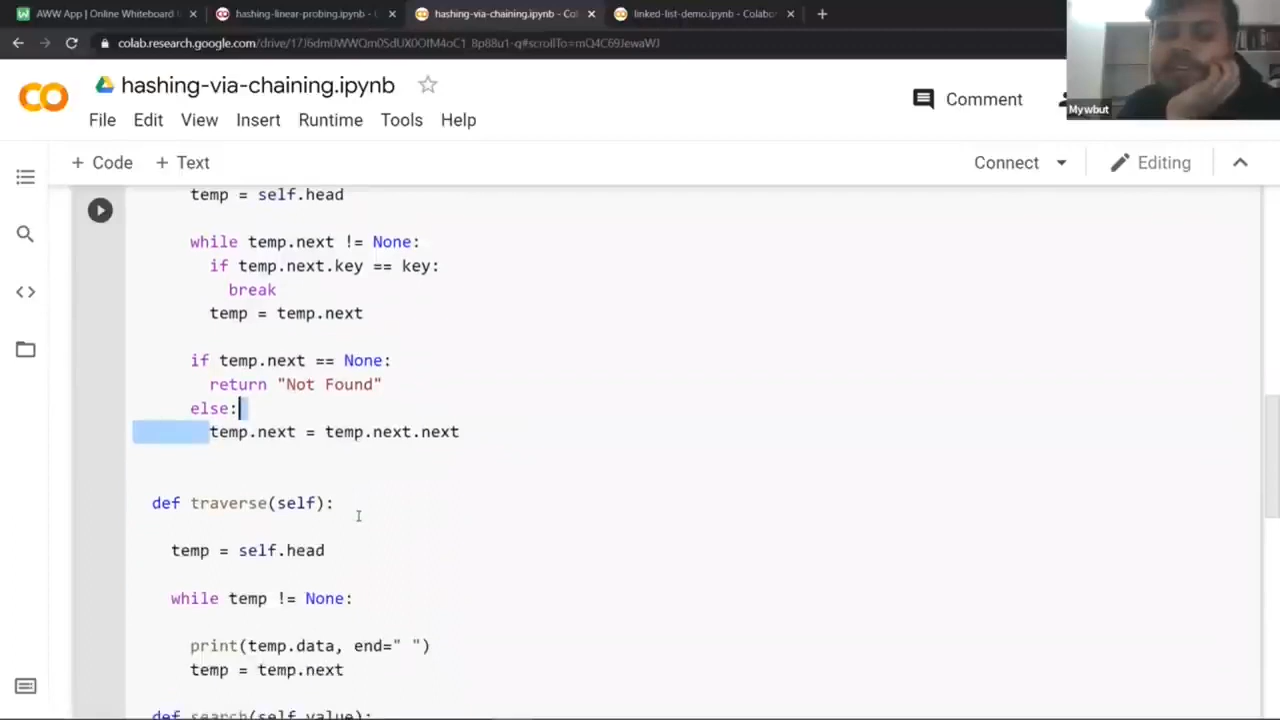 AWW App | Online Whiteboard
hashing-linear-probing.ipynb -
hashing-via-chaining.ipynb - Col
linked-list-demo.ipynb - Colabor
colab.research.google.com/drive/
hashing-via-chaining.ipynb
Comment
Mywbut
File Edit View Insert Runtime Tools Help
+ Code + Text
Connect
Editing
temp = self.head
while temp.next != None:
if temp.next.key == key:
break
temp = temp.next
if temp.next == None:
return "Not Found"
else:
temp.next = temp.next.next
def traverse(self):
temp = self.head
while temp != None:
print(temp.data, end=" ")
temp = temp.next
def search(self,value):